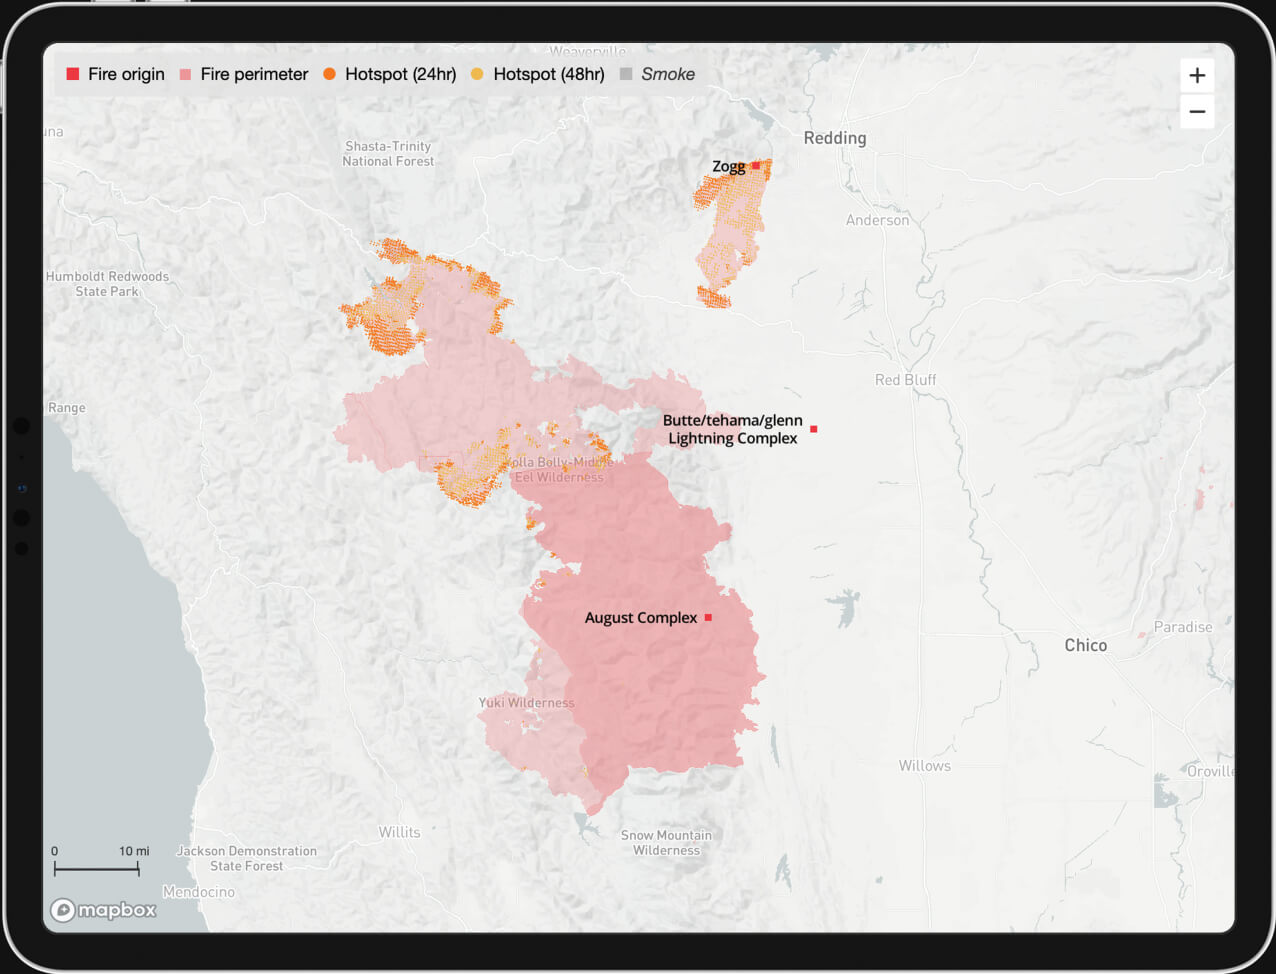 Weaverville
Fire origin
Fire perimeter
Hotspot (24hr)
Hotspot (48hr)
Smoke
+
−
una
Shasta-Trinity
National Forest
Redding
Zogg
Anderson
Humboldt Redwoods
State Park
Red Bluff
Range
Butte/tehama/glenn
Lightning Complex
olla Bolly-Middle
Eel Wilderness
August Complex
Paradise
Chico
Yuki Wilderness
Willows
Oroville
Willits
Snow Mountain
Wilderness
0 10 mi
Jackson Demonstration
State Forest
Mendocino
mapbox